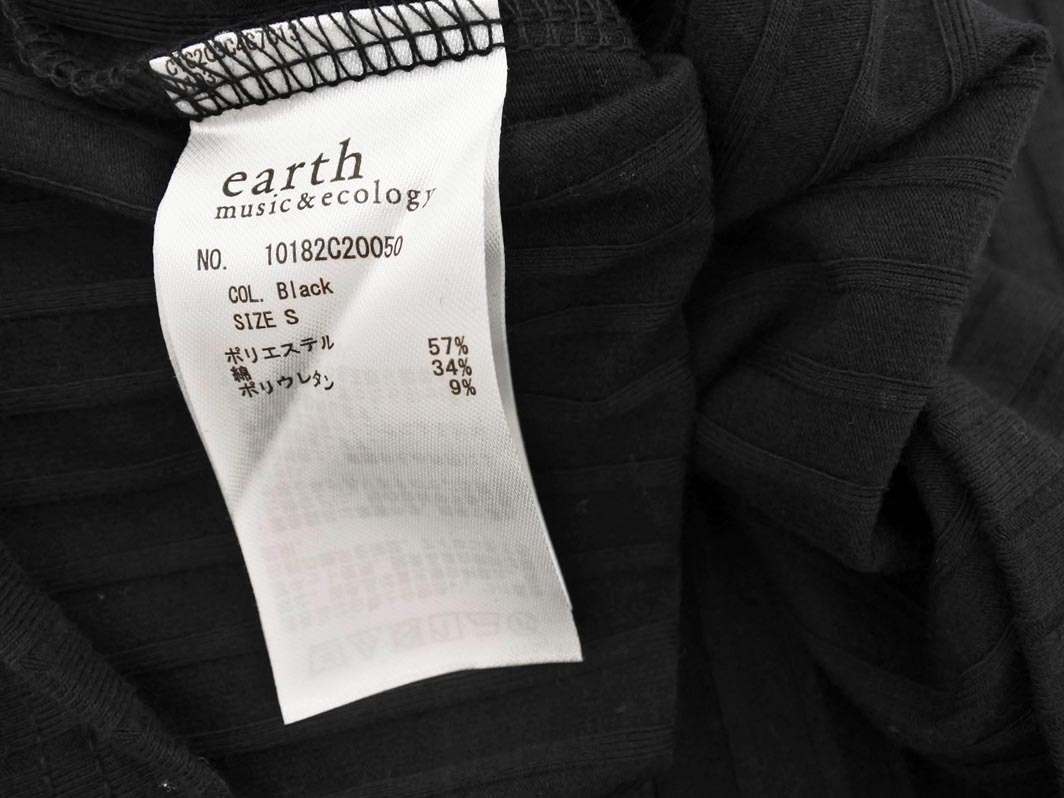 earth
music&ecology
NO. 10182C20050
COL. Black
SIZE S
ポリエステル 57%
綿 34%
ポリウレタン 9%